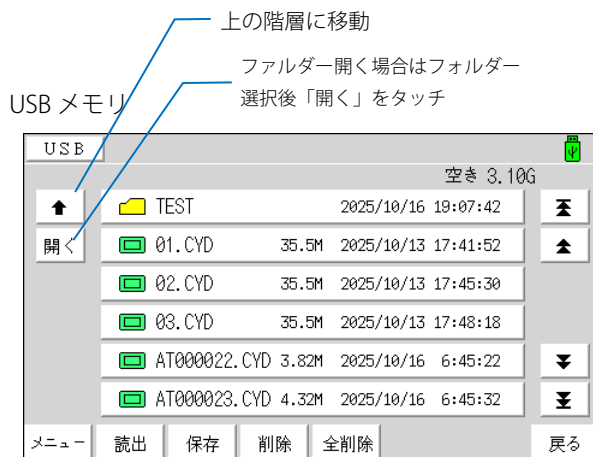 上の階層に移動
ファルダー開く場合はフォルダー
選択後「開く」をタッチ
USB メモリ
USB
空き 3.10G
↑ TEST 2025/10/16 19:07:42
開く 01.CYD 35.5M 2025/10/13 17:41:52
02.CYD 35.5M 2025/10/13 17:45:30
03.CYD 35.5M 2025/10/13 17:48:18
AT000022.CYD 3.82M 2025/10/16 6:45:22
AT000023.CYD 4.32M 2025/10/16 6:45:32
メニュー 読出 保存 削除 全削除 戻る